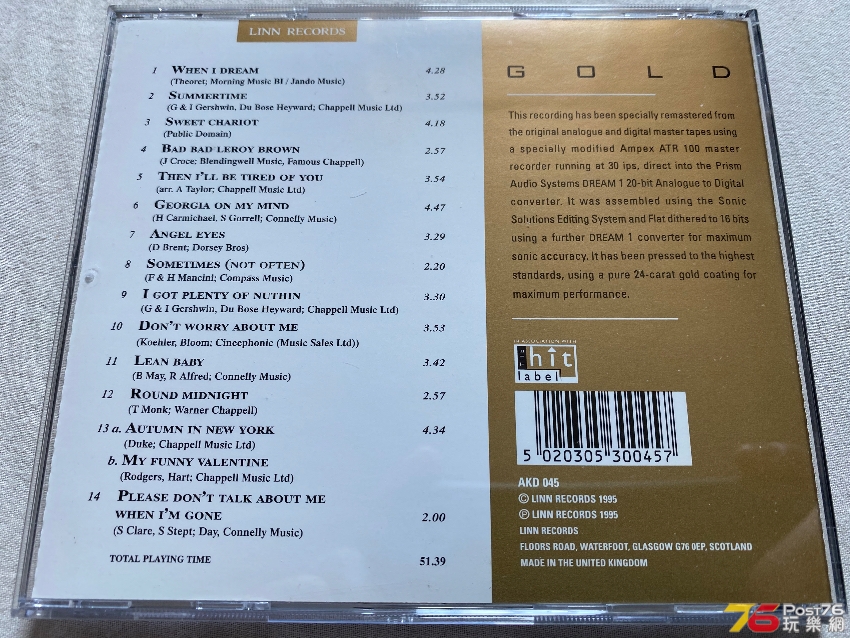 LINN RECORDS
1 WHEN I DREAM 4.28
(Theoret; Morning Music BI / Jando Music)
2 SUMMERTIME 3.52
(G & I Gershwin, Du Bose Heyward; Chappell Music Ltd)
3 SWEET CHARIOT 4.18
(Public Domain)
4 BAD BAD LEROY BROWN 2.57
(J Croce; Blendingwell Music, Famous Chappell)
5 THEN I'LL BE TIRED OF YOU 3.54
(arr. A Taylor; Chappell Music Ltd)
6 GEORGIA ON MY MIND 4.47
(H Carmichael, S Gorrell; Connelly Music)
7 ANGEL EYES 3.29
(D Brent; Dorsey Bros)
8 SOMETIMES (NOT OFTEN) 2.20
(F & H Mancini; Compass Music)
9 I GOT PLENTY OF NUTHIN 3.30
(G & I Gershwin, Du Bose Heyward; Chappell Music Ltd)
10 DON'T WORRY ABOUT ME 3.53
(Koehler, Bloom; Cinephonic (Music Sales Ltd))
11 LEAN BABY 3.42
(B May, R Alfred; Connelly Music)
12 ROUND MIDNIGHT 2.57
(T Monk; Warner Chappell)
13 a. AUTUMN IN NEW YORK 4.34
(Duke; Chappell Music Ltd)
b. MY FUNNY VALENTINE
(Rodgers, Hart; Chappell Music Ltd)
14 PLEASE DON'T TALK ABOUT ME
WHEN I'M GONE 2.00
(S Clare, S Stept; Day, Connelly Music)
TOTAL PLAYING TIME 51.39
GOLD
This recording has been specially remastered from
the original analogue and digital master tapes using
a specially modified Ampex ATR 100 master
recorder running at 30 ips, direct into the Prism
Audio Systems DREAM 1 20-bit Analogue to Digital
converter. It was assembled using the Sonic
Solutions Editing System and Flat dithered to 16 bits
using a further DREAM 1 converter for maximum
sonic accuracy. It has been pressed to the highest
standards, using a pure 24-carat gold coating for
maximum performance.
IN ASSOCIATION WITH
THE hit
label
5 020305 300457
AKD 045
© LINN RECORDS 1995
℗ LINN RECORDS 1995
LINN RECORDS
FLOORS ROAD, WATERFOOT, GLASGOW G76 0EP, SCOTLAND
MADE IN THE UNITED KINGDOM
76 Post76
玩樂網